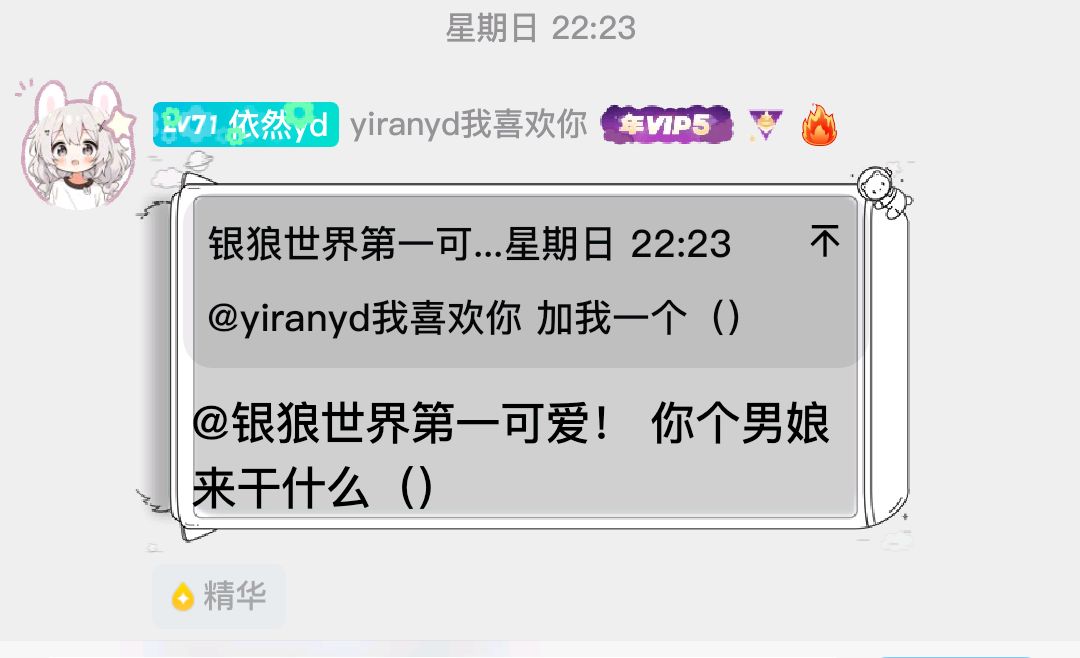 星期日 22:23
LV71 依然yd yiranyd我喜欢你 年VIP5
银狼世界第一可...星期日 22:23
@yiranyd我喜欢你 加我一个（）
@银狼世界第一可爱！ 你个男娘
来干什么（）
精华